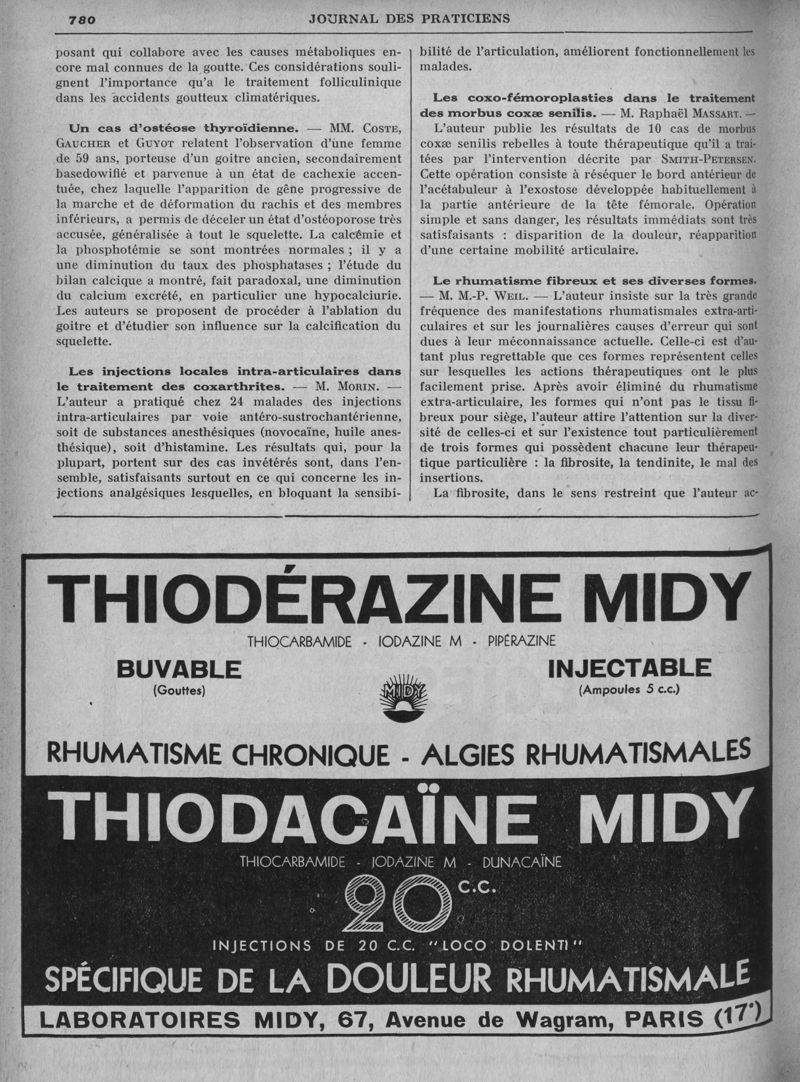 780
JOURNAL DES PRATICIENS
posant qui collabore avec les causes métaboliques en-
core mal connues de la goutte. Ces considérations souli-
gnent l'importance qu'a le traitement folliculinique
dans les accidents goutteux climatériques.
Un cas d'ostéose thyroïdienne. — MM. COSTE,
GAUCHER et GUYOT relatent l'observation d'une femme
de 59 ans, porteuse d'un goitre ancien, secondairement
basedowifié et parvenue à un état de cachexie accen-
tuée, chez laquelle l'apparition de gêne progressive de
la marche et de déformation du rachis et des membres
inférieurs, a permis de déceler un état d'ostéoporose très
accusée, généralisée à tout le squelette. La calcémie et
la phosphotémie se sont montrées normales ; il y a
une diminution du taux des phosphatases ; l'étude du
bilan calcique a montré, fait paradoxal, une diminution
du calcium excrété, en particulier une hypocalciurie.
Les auteurs se proposent de procéder à l'ablation du
goitre et d'étudier son influence sur la calcification du
squelette.
Les injections locales intra-articulaires dans
le traitement des coxarthrites. — M. MORIN. —
L'auteur a pratiqué chez 24 malades des injections
intra-articulaires par voie antéro-sustrochantérienne,
soit de substances anesthésiques (novocaïne, huile anes-
thésique), soit d'histamine. Les résultats qui, pour la
plupart, portent sur des cas invétérés sont, dans l'en-
semble, satisfaisants surtout en ce qui concerne les in-
jections analgésiques lesquelles, en bloquant la sensibi-
bilité de l'articulation, améliorent fonctionnellement les
malades.
Les coxo-fémoroplasties dans le traitement
des morbus coxæ senilis. — M. Raphaël MASSART. —
L'auteur publie les résultats de 10 cas de morbus
coxæ senilis rebelles à toute thérapeutique qu'il a trai-
tées par l'intervention décrite par SMITH-PETERSEN.
Cette opération consiste à réséquer le bord antérieur de
l'acétabuleur à l'exostose développée habituellement à
la partie antérieure de la tête fémorale. Opération
simple et sans danger, les résultats immédiats sont très
satisfaisants : disparition de la douleur, réapparition
d'une certaine mobilité articulaire.
Le rhumatisme fibreux et ses diverses formes.
— M. M.-P. WEIL. — L'auteur insiste sur la très grande
fréquence des manifestations rhumatismales extra-arti-
culaires et sur les journalières causes d'erreur qui sont
dues à leur méconnaissance actuelle. Celle-ci est d'au-
tant plus regrettable que ces formes représentent celles
sur lesquelles les actions thérapeutiques ont le plus
facilement prise. Après avoir éliminé du rhumatisme
extra-articulaire, les formes qui n'ont pas le tissu fi-
breux pour siège, l'auteur attire l'attention sur la diver-
sité de celles-ci et sur l'existence tout particulièrement
de trois formes qui possèdent chacune leur thérapeu-
tique particulière : la fibrosite, la tendinite, le mal des
insertions.
La fibrosite, dans le sens restreint que l'auteur ac-
THIODÉRAZINE MIDY
THIOCARBAMIDE - IODAZINE M - PIPÉRAZINE
BUVABLE
(Gouttes)
INJECTABLE
(Ampoules 5 c.c.)
MIDY
RHUMATISME CHRONIQUE - ALGIES RHUMATISMALES
THIODACAÏNE MIDY
THIOCARBAMIDE - IODAZINE M - DUNACAÏNE
20 C.C.
INJECTIONS DE 20 C.C. "LOCO DOLENTI"
SPÉCIFIQUE DE LA DOULEUR RHUMATISMALE
LABORATOIRES MIDY, 67, Avenue de Wagram, PARIS (17e)